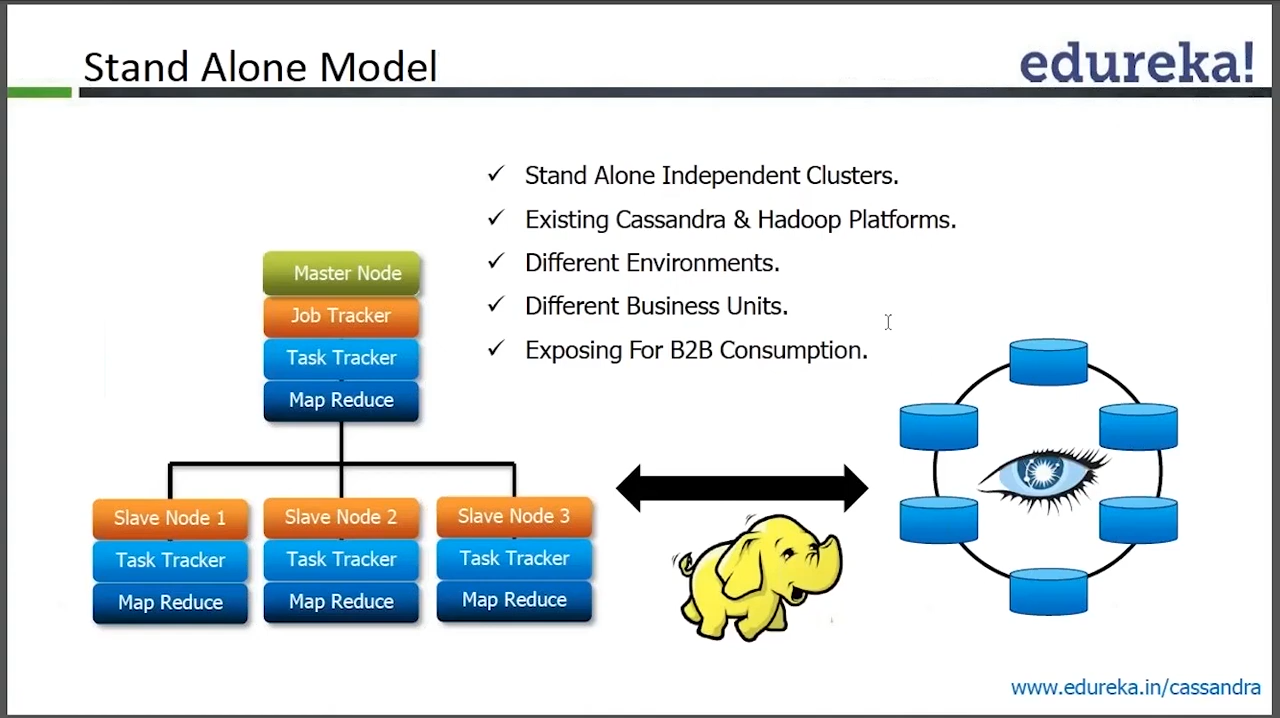 Stand Alone Model
edureka!
✓ Stand Alone Independent Clusters.
✓ Existing Cassandra & Hadoop Platforms.
✓ Different Environments.
✓ Different Business Units.
✓ Exposing For B2B Consumption.
Master Node
Job Tracker
Task Tracker
Map Reduce
Slave Node 1
Task Tracker
Map Reduce
Slave Node 2
Task Tracker
Map Reduce
Slave Node 3
Task Tracker
Map Reduce
www.edureka.in/cassandra